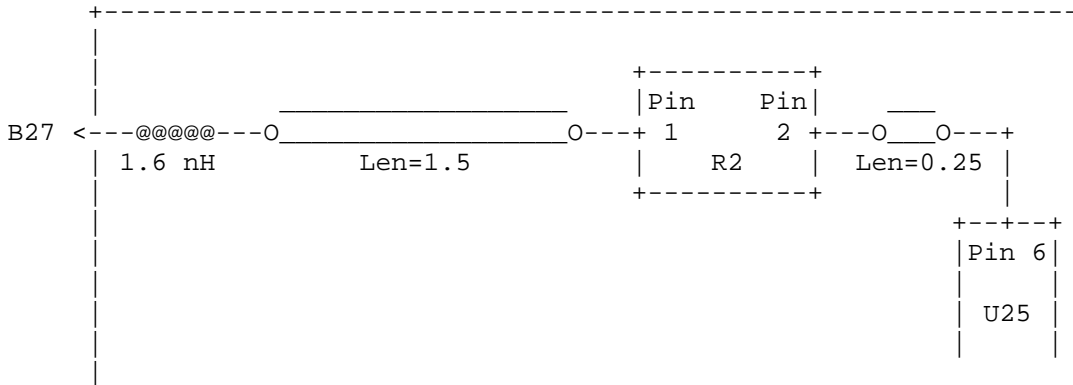 Pin Pin
B27 1 2
1.6 nH Len=1.5 R2 Len=0.25
Pin 6
U25